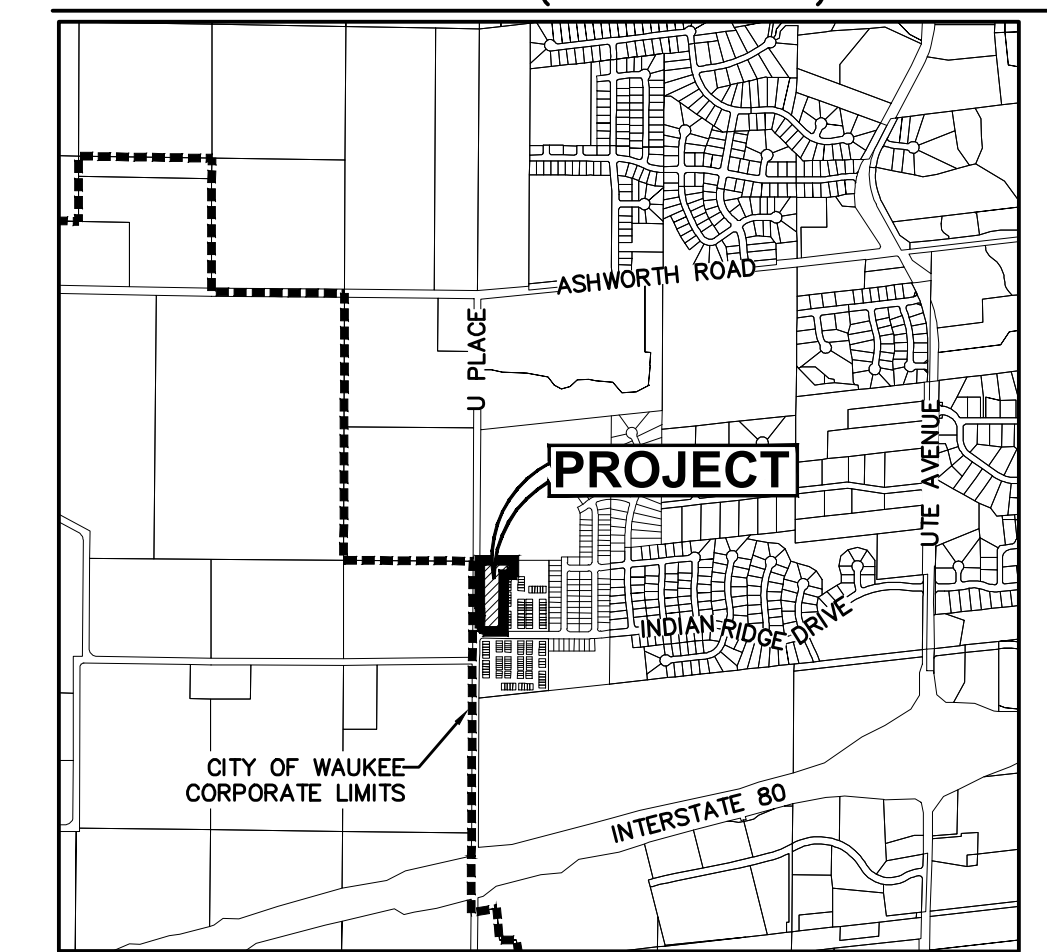 ASHWORTH ROAD
U PLACE
PROJECT
UTE AVENUE
INDIAN RIDGE DRIVE
CITY OF WAUKEE
CORPORATE LIMITS
INTERSTATE 80